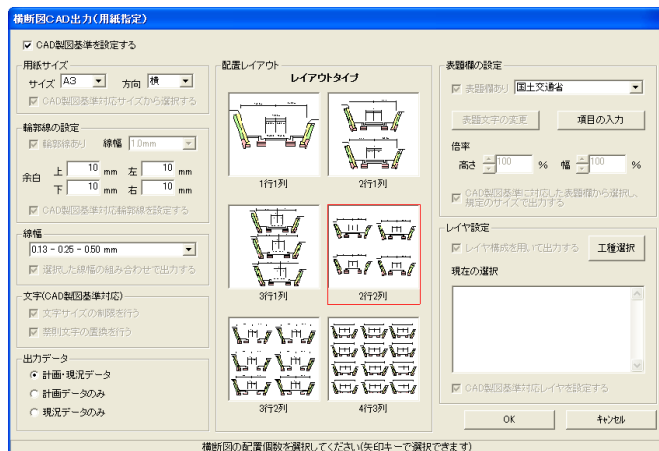 横断図CAD出力(用紙指定)
CAD製図基準を設定する
用紙サイズ
サイズ A3 方向 横
CAD製図基準対応サイズから選択する
輪郭線の設定
輪郭線あり 線幅 1.0mm
余白 上 10 mm 左 10 mm
下 10 mm 右 10 mm
CAD製図基準対応輪郭線を設定する
線幅
0.13 - 0.25 - 0.50 mm
選択した線幅の組み合わせで出力する
文字(CAD製図基準対応)
文字サイズの制限を行う
禁則文字の置換を行う
出力データ
計画・現況データ
計画データのみ
現況データのみ
配置レイアウト
レイアウトタイプ
1行1列
2行1列
3行1列
2行2列
3行2列
4行3列
表題欄の設定
表題欄あり 国土交通省
表題文字の変更 項目の入力
倍率
高さ 100 % 幅 100 %
CAD製図基準に対応した表題欄から選択し、
規定のサイズで出力する
レイヤ設定
レイヤ構成を用いて出力する 工種選択
現在の選択
CAD製図基準対応レイヤを設定する
OK キャンセル
横断図の配置個数を選択してください(矢印キーで選択できます)